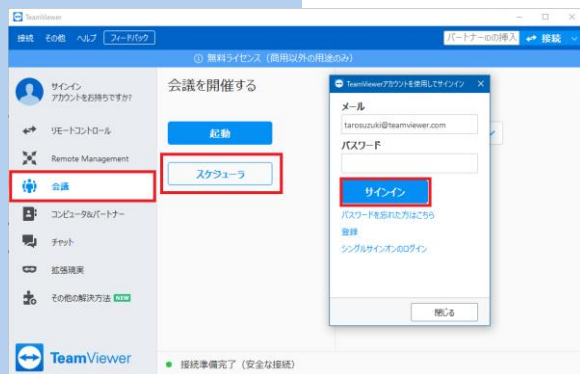 TeamViewer
接続 その他 ヘルプ フィードバック
パートナーIDの挿入 接続
無料ライセンス（商用以外の用途のみ）
サインイン
アカウントをお持ちですか?
リモートコントロール
Remote Management
会議
コンピュータ&パートナー
チャット
拡張現実
その他の解決方法 NEW
TeamViewer
会議を開催する
起動
スケジューラ
TeamViewerアカウントを使用してサインイン
メール
tarosuzuki@teamviewer.com
パスワード
サインイン
パスワードを忘れた方はこちら
登録
シングルサインオンのログイン
閉じる
接続準備完了（安全な接続）